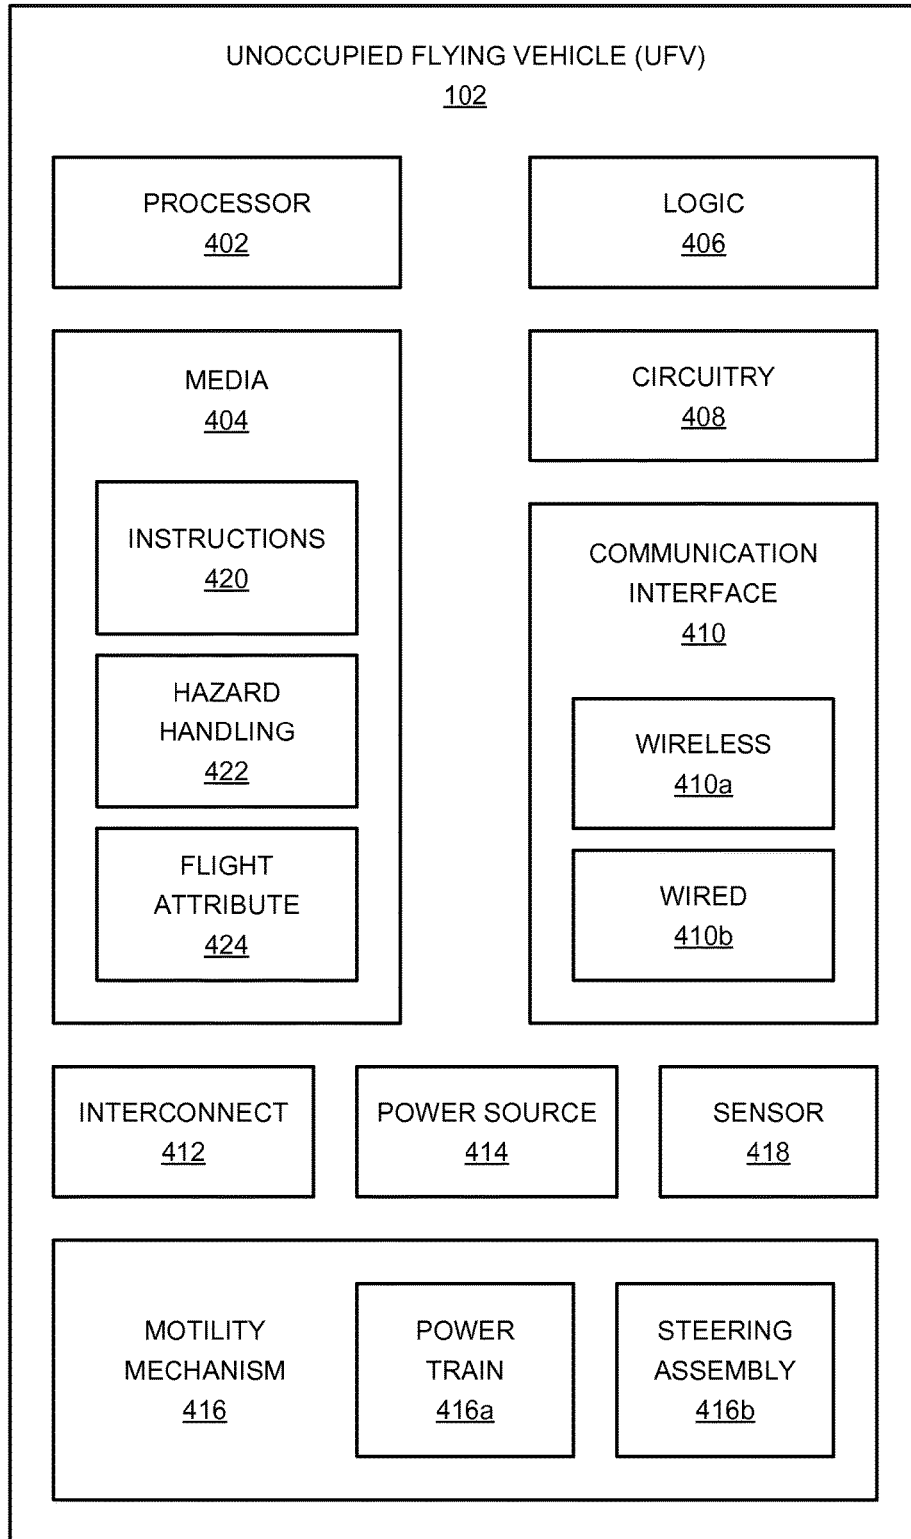 UNOCCUPIED FLYING VEHICLE (UFV)
102
PROCESSOR
402
LOGIC
406
MEDIA
404
CIRCUITRY
408
INSTRUCTIONS
420
HAZARD
HANDLING
422
FLIGHT
ATTRIBUTE
424
COMMUNICATION
INTERFACE
410
WIRELESS
410a
WIRED
410b
INTERCONNECT
412
POWER SOURCE
414
SENSOR
418
MOTILITY
MECHANISM
416
POWER
TRAIN
416a
STEERING
ASSEMBLY
416b